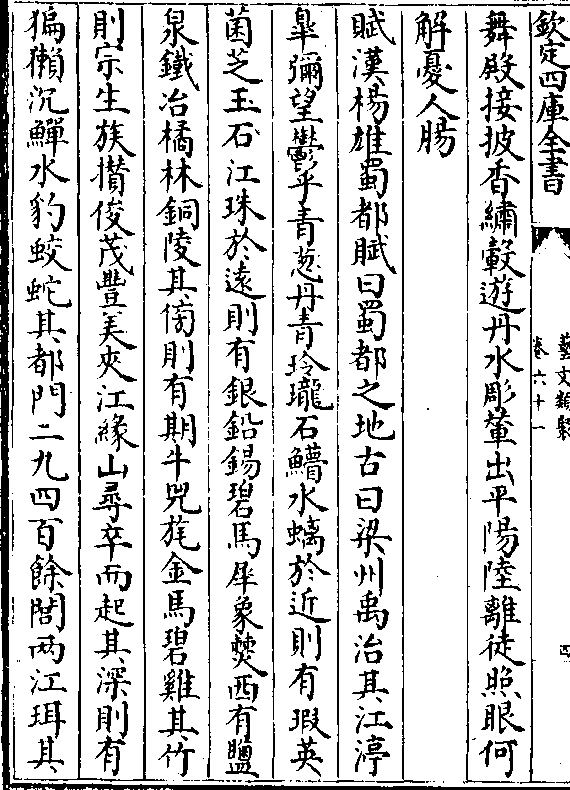 欽定四庫全書
藝文類聚
卷六十一
四
舞殿接披香繡轂遊丹水彫輦出平陽陸離徒照眼何
解憂人腸
賦漢楊雄蜀都賦曰蜀都之地古曰梁州禹治其江渟
臯彌望鬱乎青葱丹青玲瓏石䲛水螭於近則有瑕英
菌芝玉石江珠於遠則有銀鉛錫碧馬犀象僰西有鹽
泉鐵冶橘林銅陵其傍則有期牛兕旄金馬碧雞其竹
則宗生族攢俊茂豐美夾江緣山尋卒而起其深則有
猵獺沉鱓水豹蛟蛇其都門二九四百餘閭两江珥其